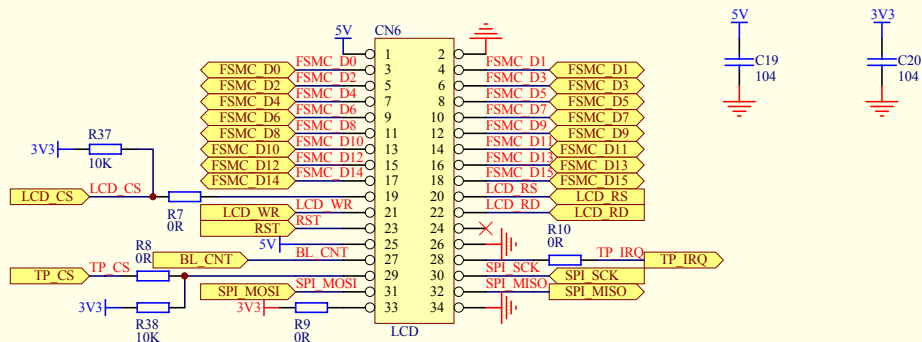 5V CN6 5V 3V3
1 2
FSMC_D0 FSMC_D0 3 4 FSMC_D1 FSMC_D1 C19 C20
FSMC_D2 FSMC_D2 5 6 FSMC_D3 FSMC_D3 104 104
FSMC_D4 FSMC_D4 7 8 FSMC_D5 FSMC_D5
FSMC_D6 FSMC_D6 9 10 FSMC_D7 FSMC_D7
R37 FSMC_D8 FSMC_D8 11 12 FSMC_D9 FSMC_D9
3V3 10K FSMC_D10 FSMC_D10 13 14 FSMC_D11 FSMC_D11
FSMC_D12 FSMC_D12 15 16 FSMC_D13 FSMC_D13
FSMC_D14 FSMC_D14 17 18 FSMC_D15 FSMC_D15
LCD_CS LCD_CS R7 0R 19 20 LCD_RS LCD_RS
LCD_WR LCD_WR 21 22 LCD_RD LCD_RD
RST RST 23 24 R10
5V 25 26 0R
R8 0R BL_CNT BL_CNT 27 28 TP_IRQ TP_IRQ
TP_CS TP_CS 29 30 SPI_SCK SPI_SCK
SPI_MOSI SPI_MOSI 31 32 SPI_MISO SPI_MISO
3V3 R38 10K 3V3 R9 0R 33 34
LCD